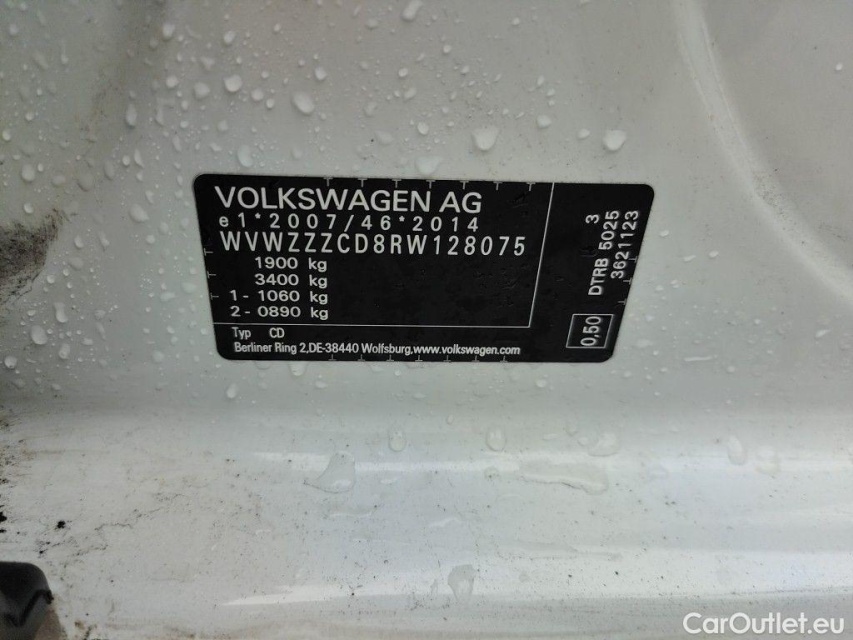 VOLKSWAGEN AG
e1*2007/46*2014
WVWZZZCD8RW128075
1900 kg
3400 kg
1 - 1060 kg
2 - 0890 kg
Typ CD
Berliner Ring 2,DE-38440 Wolfsburg,www.volkswagen.com
3
DTRB 5025
3621123
0,50
CarOutlet.eu